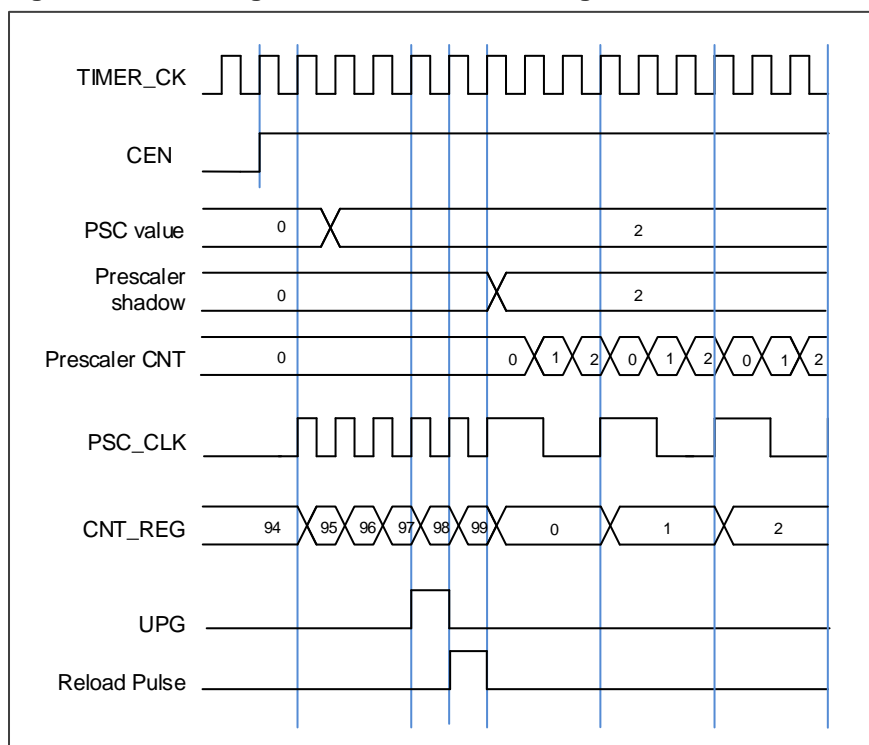 TIMER_CK
CEN
PSC value 0 2
Prescaler
shadow 0 2
Prescaler CNT 0 0 1 2 0 1 2 0 1 2
PSC_CLK
CNT_REG 94 95 96 97 98 99 0 1 2
UPG
Reload Pulse